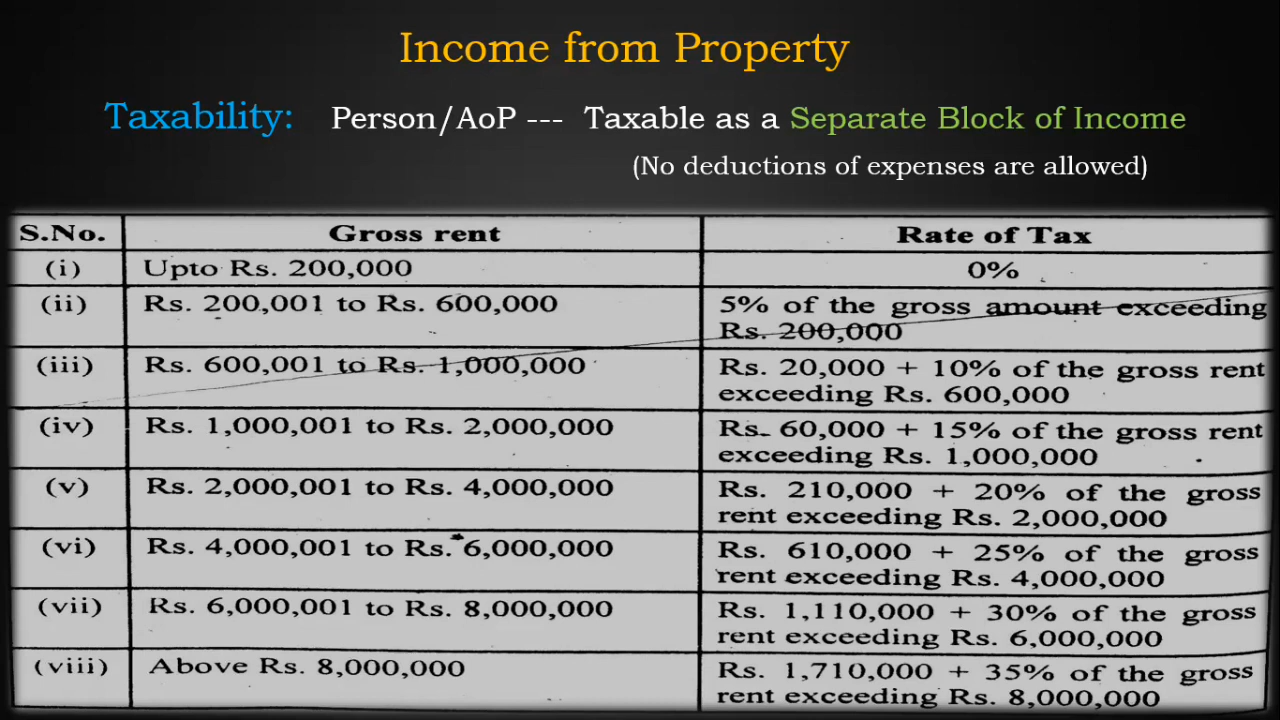 Income from Property
Taxability: Person/AoP --- Taxable as a Separate Block of Income
(No deductions of expenses are allowed)
S.No. Gross rent Rate of Tax
(i) Upto Rs. 200,000 0%
(ii) Rs. 200,001 to Rs. 600,000 5% of the gross amount exceeding
Rs. 200,000
(iii) Rs. 600,001 to Rs. 1,000,000 Rs. 20,000 + 10% of the gross rent
exceeding Rs. 600,000
(iv) Rs. 1,000,001 to Rs. 2,000,000 Rs. 60,000 + 15% of the gross rent
exceeding Rs. 1,000,000
(v) Rs. 2,000,001 to Rs. 4,000,000 Rs. 210,000 + 20% of the gross
rent exceeding Rs. 2,000,000
(vi) Rs. 4,000,001 to Rs. 6,000,000 Rs. 610,000 + 25% of the gross
rent exceeding Rs. 4,000,000
(vii) Rs. 6,000,001 to Rs. 8,000,000 Rs. 1,110,000 + 30% of the gross
rent exceeding Rs. 6,000,000
(viii) Above Rs. 8,000,000 Rs. 1,710,000 + 35% of the gross
rent exceeding Rs. 8,000,000